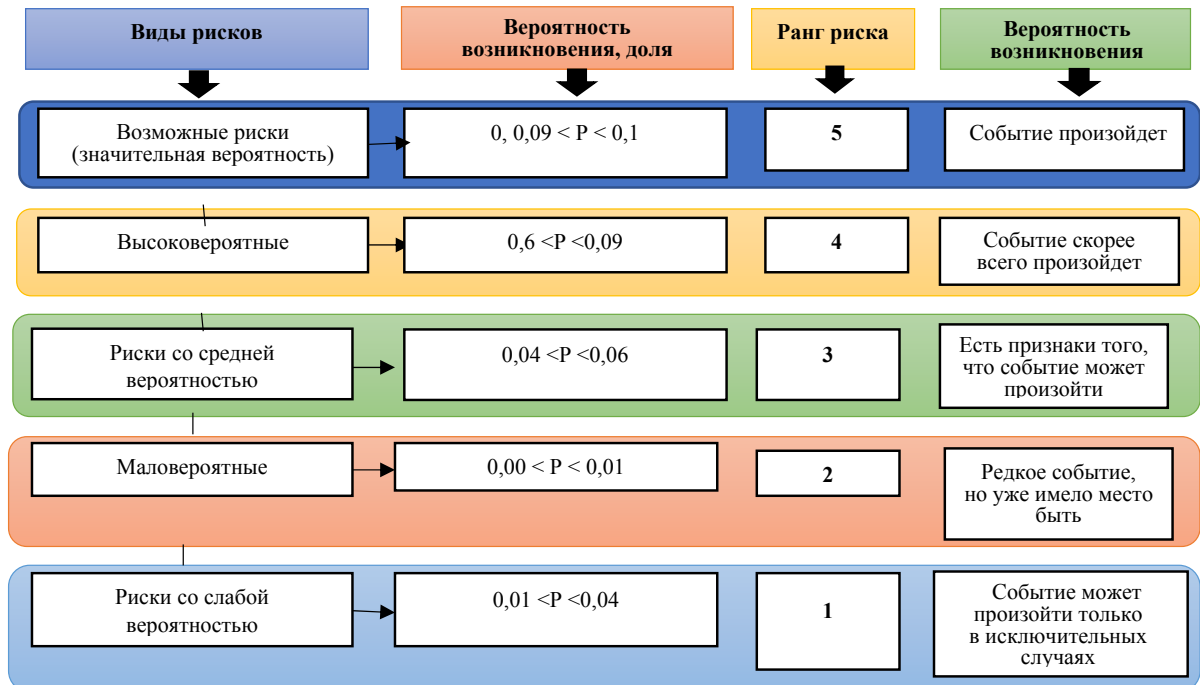 Виды рисков
Вероятность
возникновения, доля
Ранг риска
Вероятность
возникновения
Возможные риски
(значительная вероятность)
0, 0,09 < P < 0,1
5
Событие произойдет
Высоковероятные
0,6 <P <0,09
4
Событие скорее
всего произойдет
Риски со средней
вероятностью
0,04 <P <0,06
3
Есть признаки того,
что событие может
произойти
Маловероятные
0,00 < P < 0,01
2
Редкое событие,
но уже имело место
быть
Риски со слабой
вероятностью
0,01 <P <0,04
1
Событие может
произойти только
в исключительных
случаях